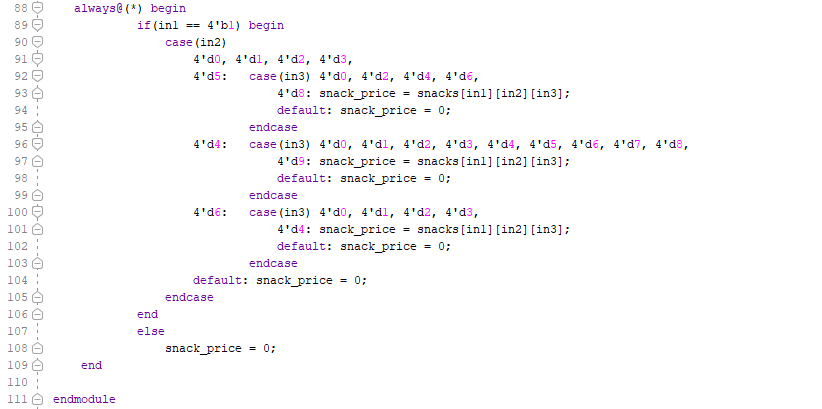 88 always@(*) begin
89 if(in1 == 4'b1) begin
90 case(in2)
91 4'd0, 4'd1, 4'd2, 4'd3,
92 4'd5: case(in3) 4'd0, 4'd2, 4'd4, 4'd6,
93 4'd8: snack_price = snacks[in1][in2][in3];
94 default: snack_price = 0;
95 endcase
96 4'd4: case(in3) 4'd0, 4'd1, 4'd2, 4'd3, 4'd4, 4'd5, 4'd6, 4'd7, 4'd8,
97 4'd9: snack_price = snacks[in1][in2][in3];
98 default: snack_price = 0;
99 endcase
100 4'd6: case(in3) 4'd0, 4'd1, 4'd2, 4'd3,
101 4'd4: snack_price = snacks[in1][in2][in3];
102 default: snack_price = 0;
103 endcase
104 default: snack_price = 0;
105 endcase
106 end
107 else
108 snack_price = 0;
109 end
110
111 endmodule